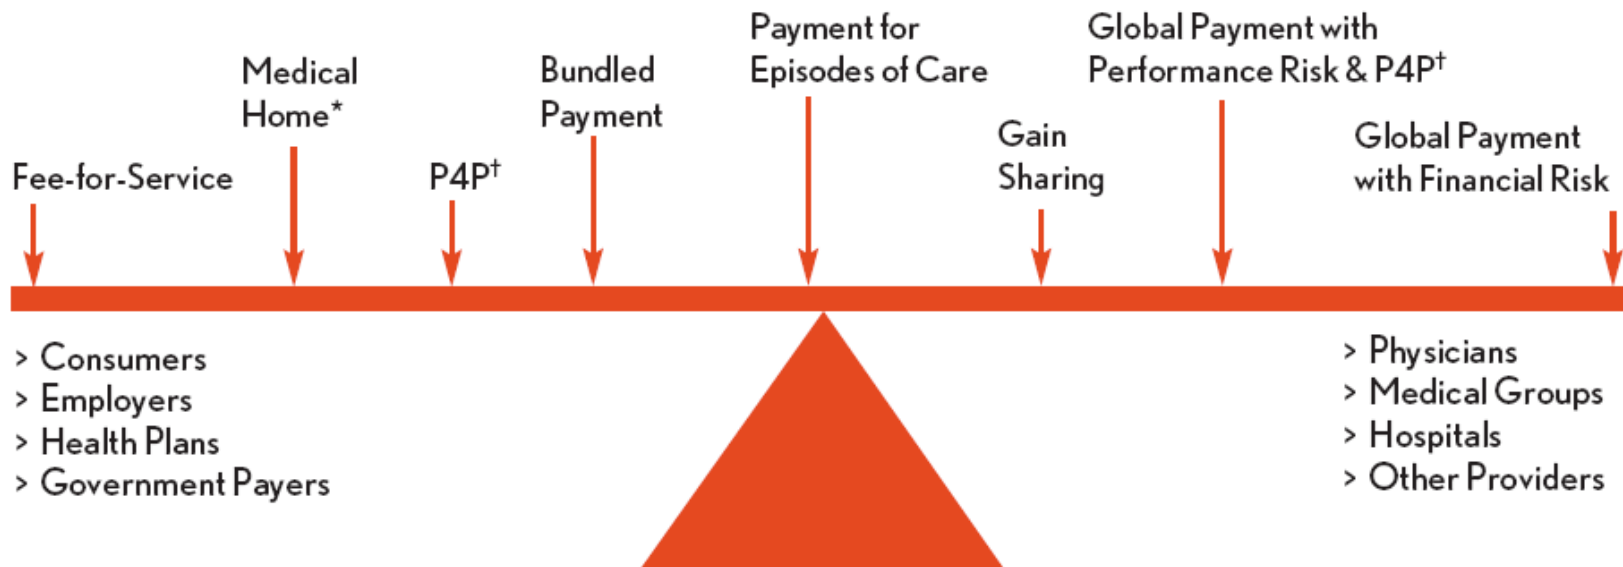 Fee-for-Service
Medical
Home*
P4P†
Bundled
Payment
Payment for
Episodes of Care
Gain
Sharing
Global Payment with
Performance Risk & P4P†
Global Payment
with Financial Risk
> Consumers
> Employers
> Health Plans
> Government Payers
> Physicians
> Medical Groups
> Hospitals
> Other Providers